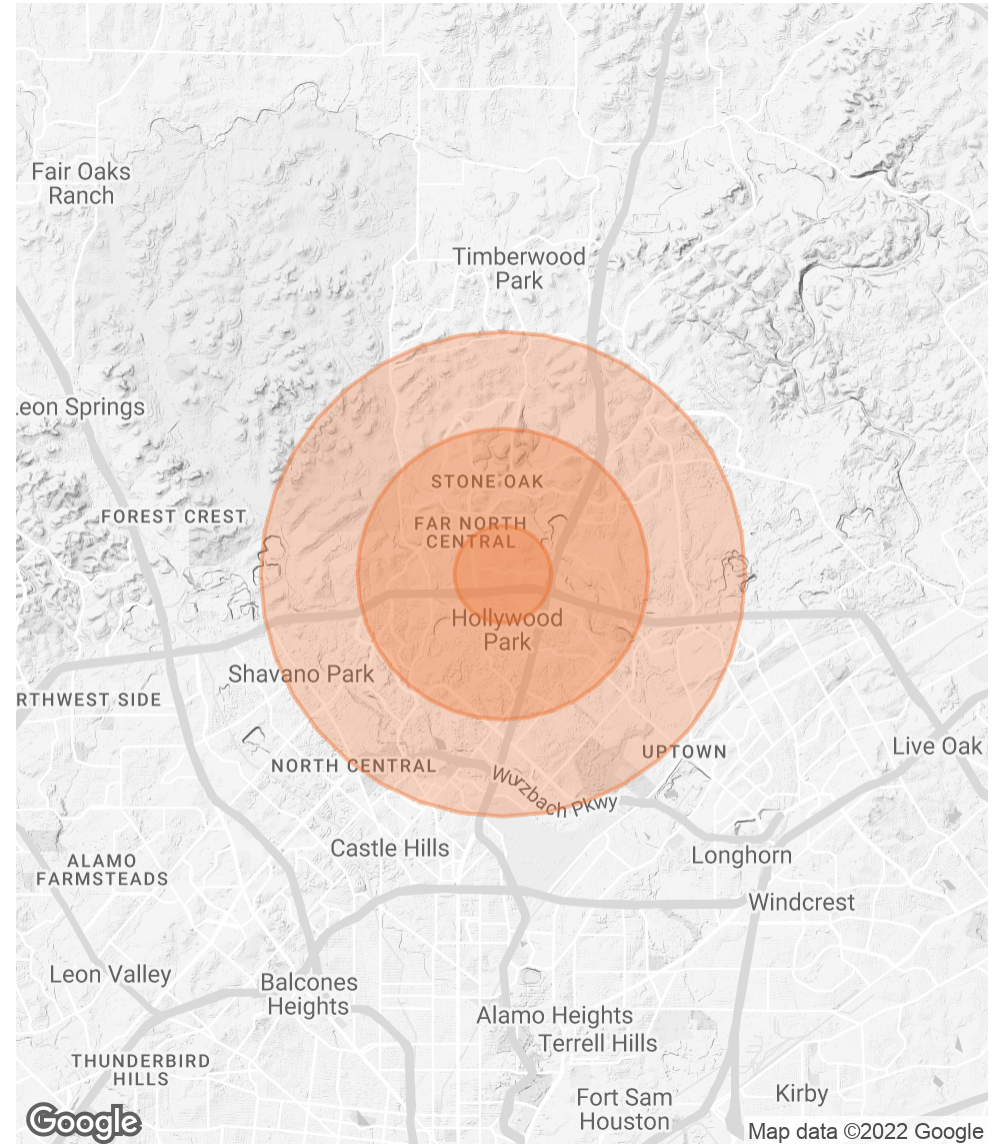 Fair Oaks
Ranch
Timberwood
Park
eon Springs
STONE OAK
FOREST CREST
FAR NORTH
CENTRAL
Hollywood
Park
Shavano Park
RTHWEST SIDE
UPTOWN
Live Oak
NORTH CENTRAL
Wurzbach Pkwy
Castle Hills
Longhorn
ALAMO
FARMSTEADS
Windcrest
Leon Valley
Balcones
Heights
Alamo Heights
Terrell Hills
THUNDERBIRD
HILLS
Fort Sam
Houston
Kirby
Google
Map data ©2022 Google